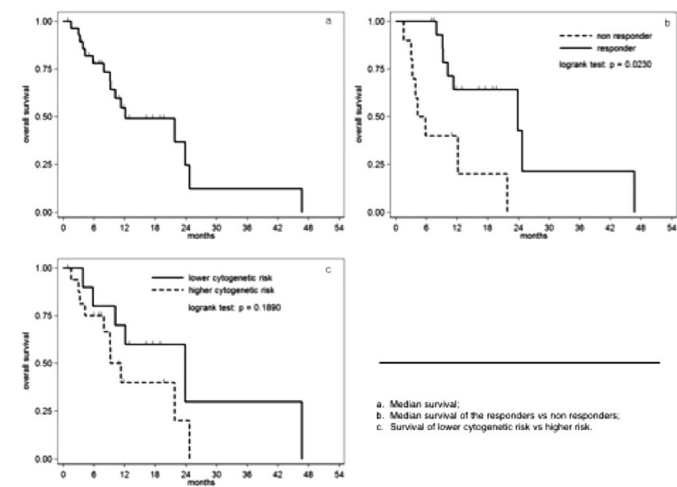 a
1.00
0.75
0.50
0.25
0.00
overall survival
0 6 12 18 24 30 36 42 48 54
months
b
non responder
responder
logrank test: p = 0.0230
1.00
0.75
0.50
0.25
0.00
overall survival
0 6 12 18 24 30 36 42 48 54
months
c
lower cytogenetic risk
higher cytogenetic risk
logrank test: p = 0.1890
1.00
0.75
0.50
0.25
0.00
overall survival
0 6 12 18 24 30 36 42 48 54
months
a. Median survival;
b. Median survival of the responders vs non responders;
c. Survival of lower cytogenetic risk vs higher risk.